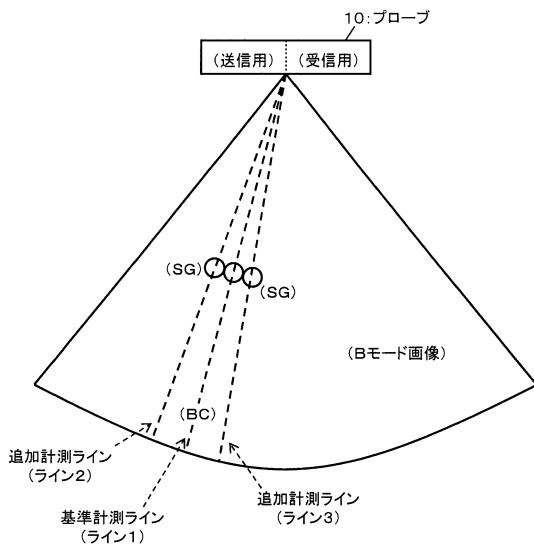 10:プローブ
(送信用) (受信用)
(SG)
(SG)
(Bモード画像)
(BC)
追加計測ライン
(ライン2)
追加計測ライン
(ライン3)
基準計測ライン
(ライン1)